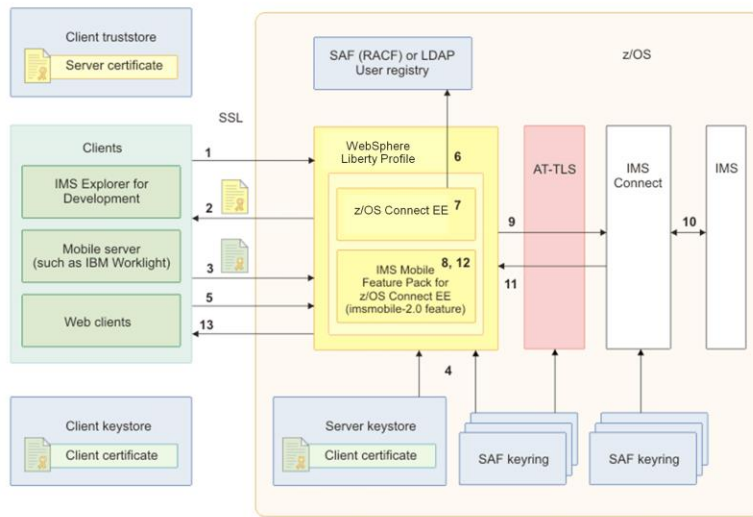 Client truststore
Server certificate
SAF (RACF) or LDAP
User registry
z/OS
SSL
Clients
IMS Explorer for
Development
Mobile server
(such as IBM Worklight)
Web clients
1
2
3
5
13
WebSphere
Liberty Profile
6
z/OS Connect EE
7
8, 12
IMS Mobile
Feature Pack for
z/OS Connect EE
(imsmobile-2.0 feature)
AT-TLS
9
11
IMS
Connect
10
IMS
4
Client keystore
Client certificate
Server keystore
Client certificate
SAF keyring
SAF keyring